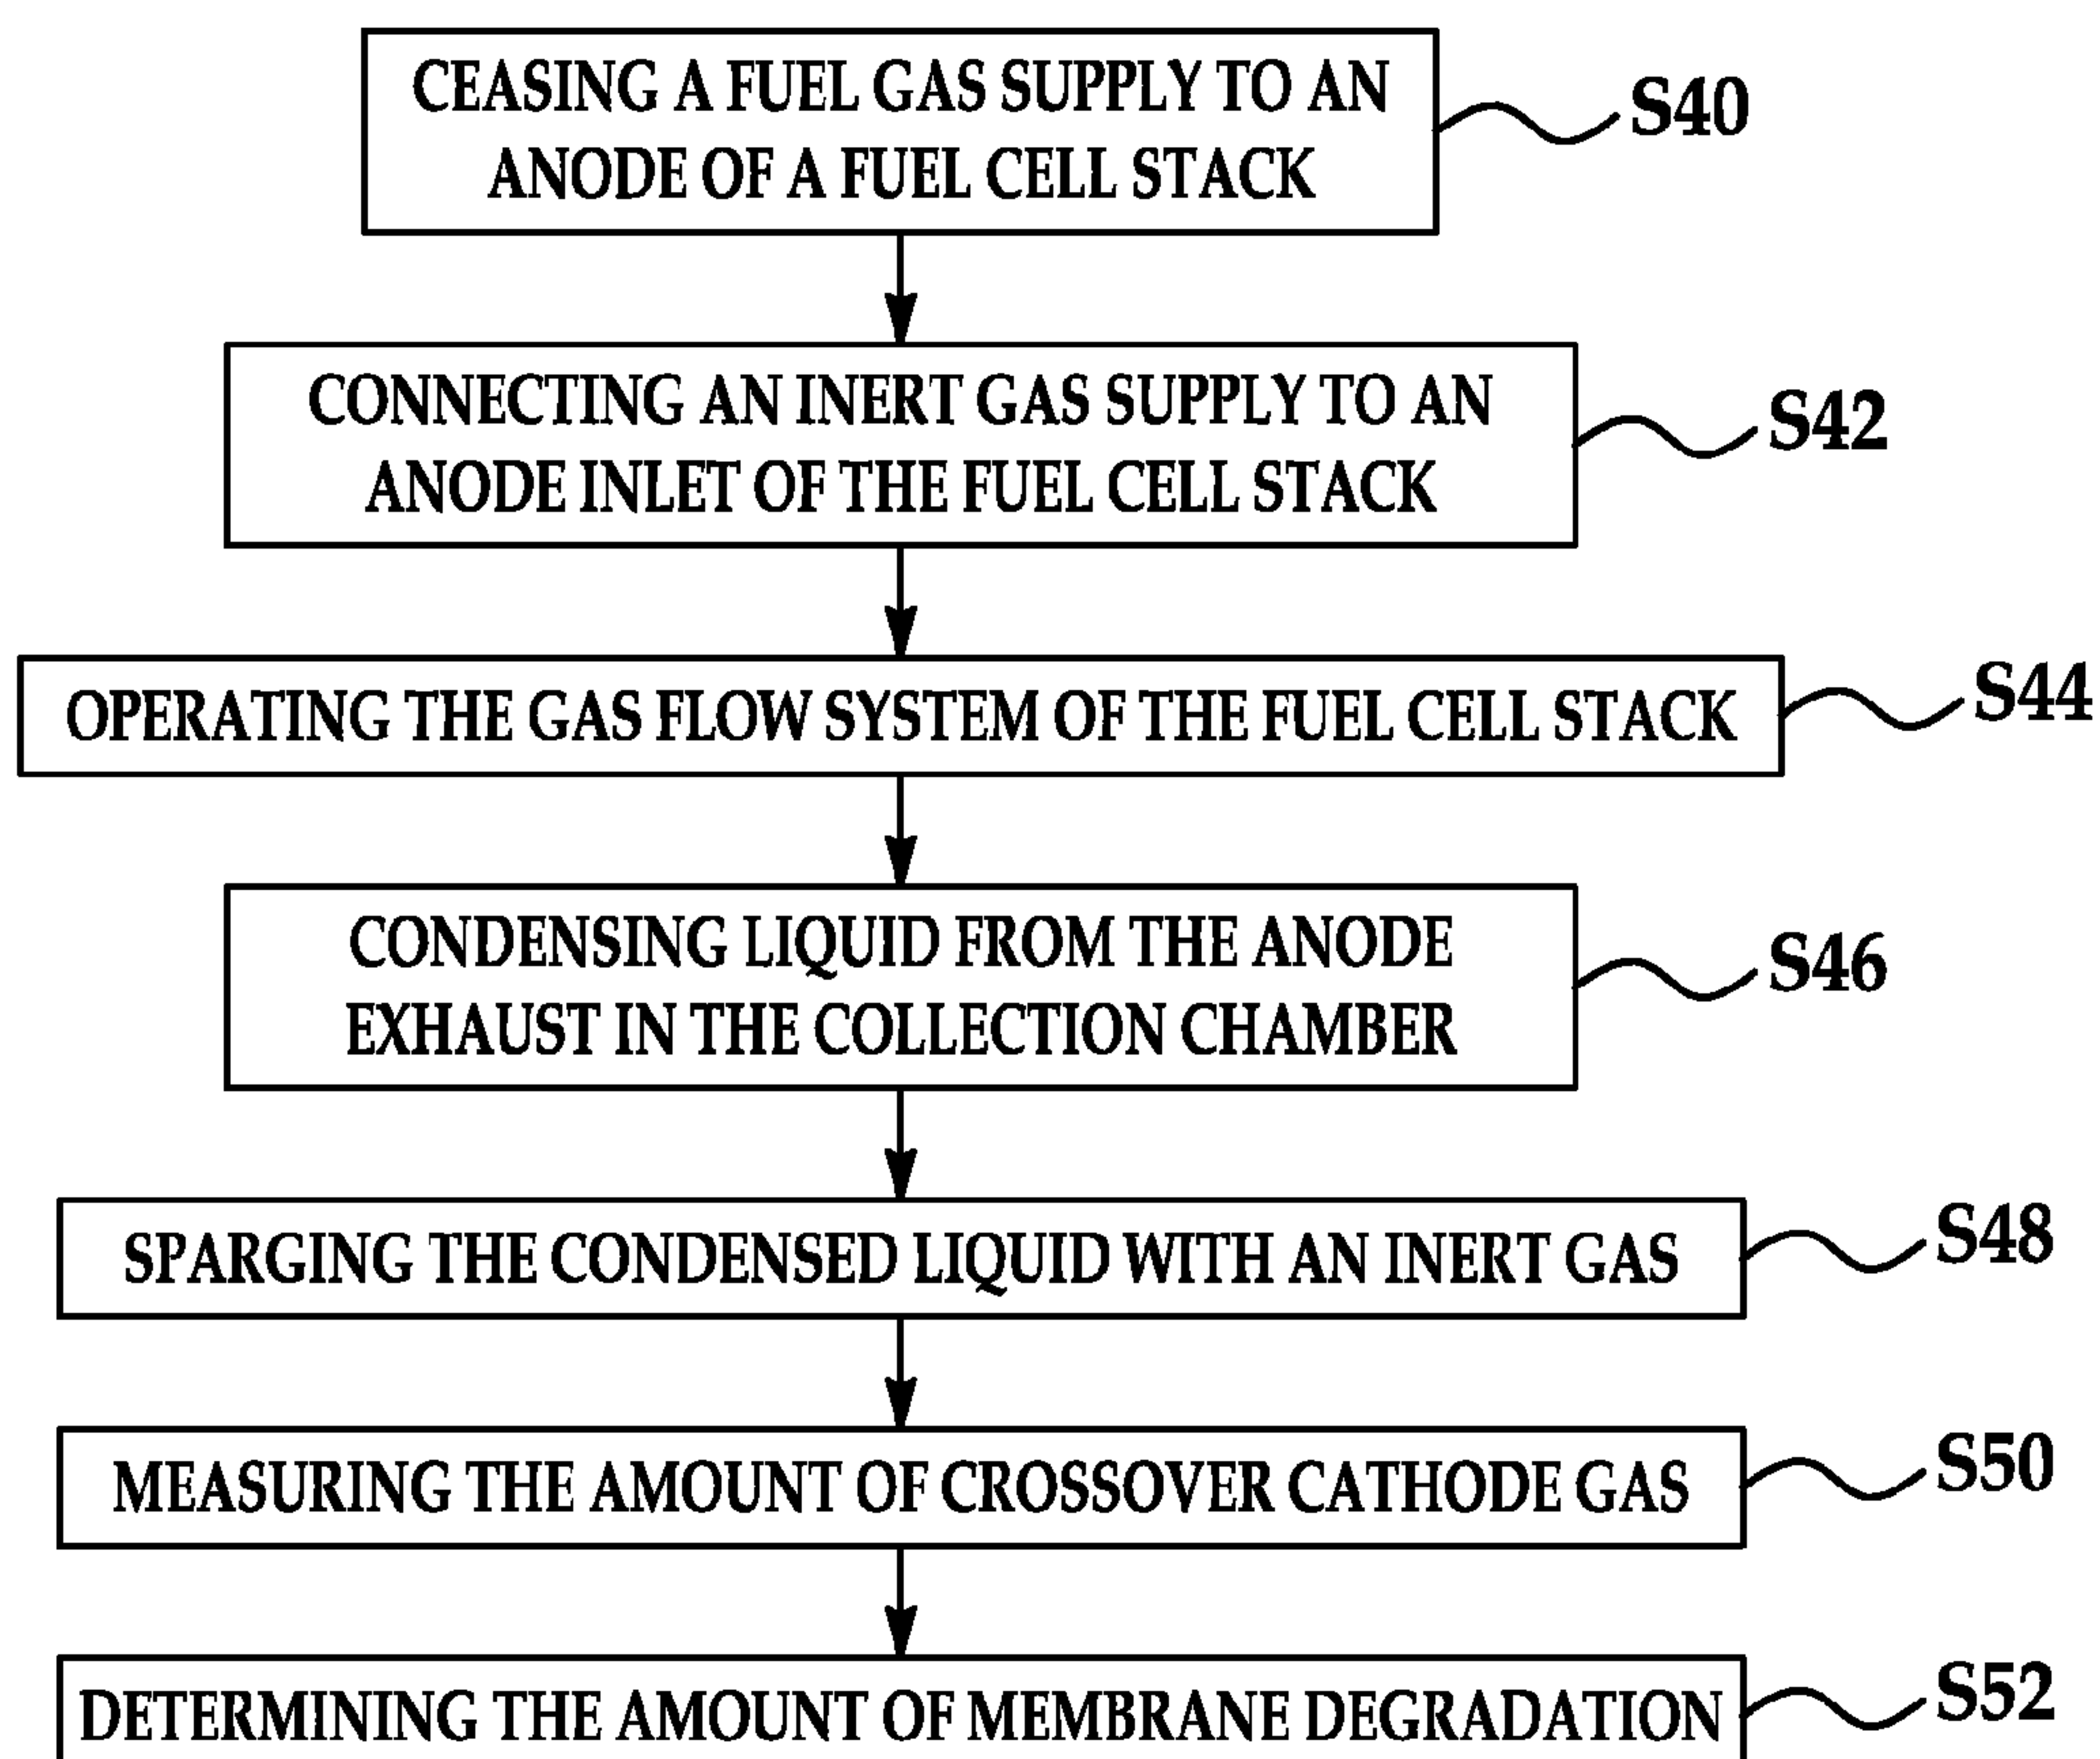 CEASING A FUEL GAS SUPPLY TO AN
ANODE OF A FUEL CELL STACK
S40
CONNECTING AN INERT GAS SUPPLY TO AN
ANODE INLET OF THE FUEL CELL STACK
S42
OPERATING THE GAS FLOW SYSTEM OF THE FUEL CELL STACK
S44
CONDENSING LIQUID FROM THE ANODE
EXHAUST IN THE COLLECTION CHAMBER
S46
SPARGING THE CONDENSED LIQUID WITH AN INERT GAS
S48
MEASURING THE AMOUNT OF CROSSOVER CATHODE GAS
S50
DETERMINING THE AMOUNT OF MEMBRANE DEGRADATION
S52